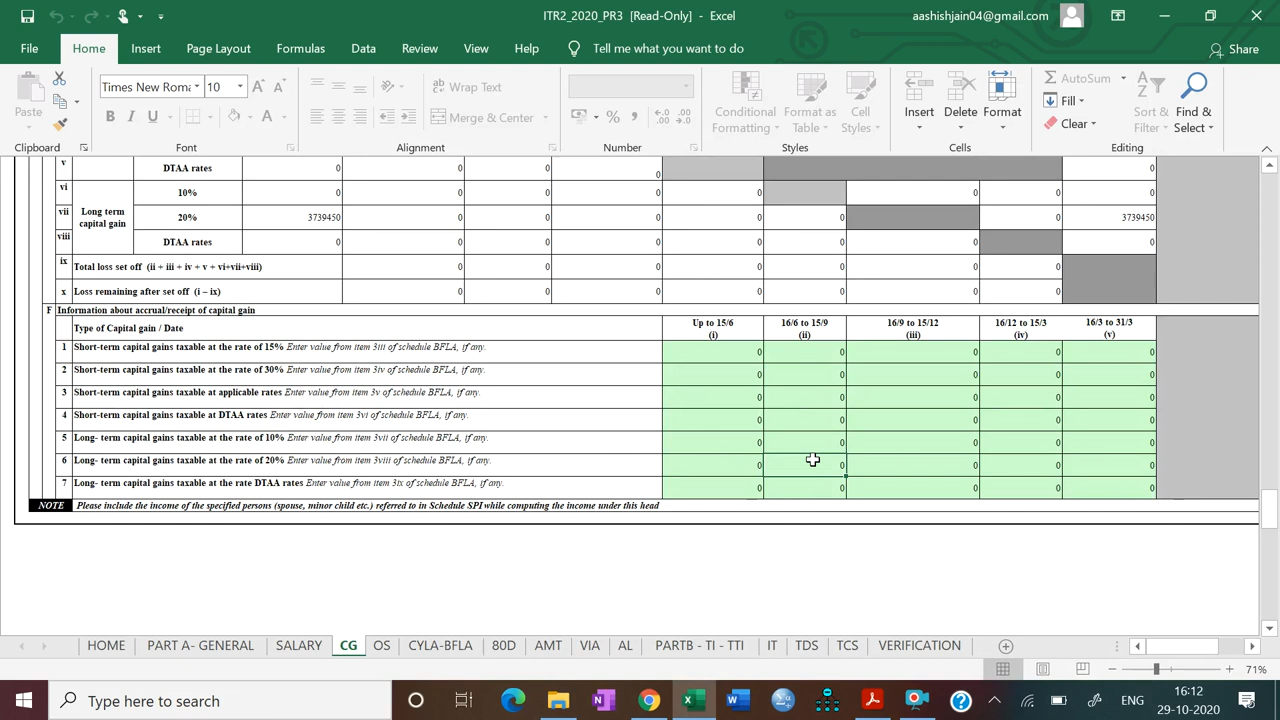 ITR2_2020_PR3 [Read-Only] - Excel
aashishjain04@gmail.com
File Home Insert Page Layout Formulas Data Review View Help Tell me what you want to do Share
Times New Roma 10
Wrap Text
AutoSum
Paste
B I U
Merge & Center
Conditional Formatting
Format as Table
Cell Styles
Insert
Delete
Format
Fill
Clear
Sort & Filter
Find & Select
Clipboard Font Alignment Number Styles Cells Editing
v DTAA rates 0 0 0 0 0
vi 10% 0 0 0 0 0 0 0
Long term capital gain
vii 20% 3739450 0 0 0 0 0 3739450
viii DTAA rates 0 0 0 0 0 0 0
ix Total loss set off (ii + iii + iv + v + vi+vii+viii) 0 0 0 0 0 0
x Loss remaining after set off (i – ix) 0 0 0 0 0 0
F Information about accrual/receipt of capital gain
Type of Capital gain / Date
Up to 15/6 (i)
16/6 to 15/9 (ii)
16/9 to 15/12 (iii)
16/12 to 15/3 (iv)
16/3 to 31/3 (v)
1 Short-term capital gains taxable at the rate of 15% Enter value from item 3iii of schedule BFLA, if any. 0 0 0 0 0
2 Short-term capital gains taxable at the rate of 30% Enter value from item 3iv of schedule BFLA, if any. 0 0 0 0 0
3 Short-term capital gains taxable at applicable rates Enter value from item 3v of schedule BFLA, if any. 0 0 0 0 0
4 Short-term capital gains taxable at DTAA rates Enter value from item 3vi of schedule BFLA, if any. 0 0 0 0 0
5 Long- term capital gains taxable at the rate of 10% Enter value from item 3vii of schedule BFLA, if any. 0 0 0 0 0
6 Long- term capital gains taxable at the rate of 20% Enter value from item 3viii of schedule BFLA, if any. 0 0 0 0 0
7 Long- term capital gains taxable at the rate DTAA rates Enter value from item 3ix of schedule BFLA, if any. 0 0 0 0 0
NOTE Please include the income of the specified persons (spouse, minor child etc.) referred to in Schedule SPI while computing the income under this head
HOME PART A- GENERAL SALARY CG OS CYLA-BFLA 80D AMT VIA AL PARTB - TI - TTI IT TDS TCS VERIFICATION
71%
Type here to search
ENG
16:12
29-10-2020